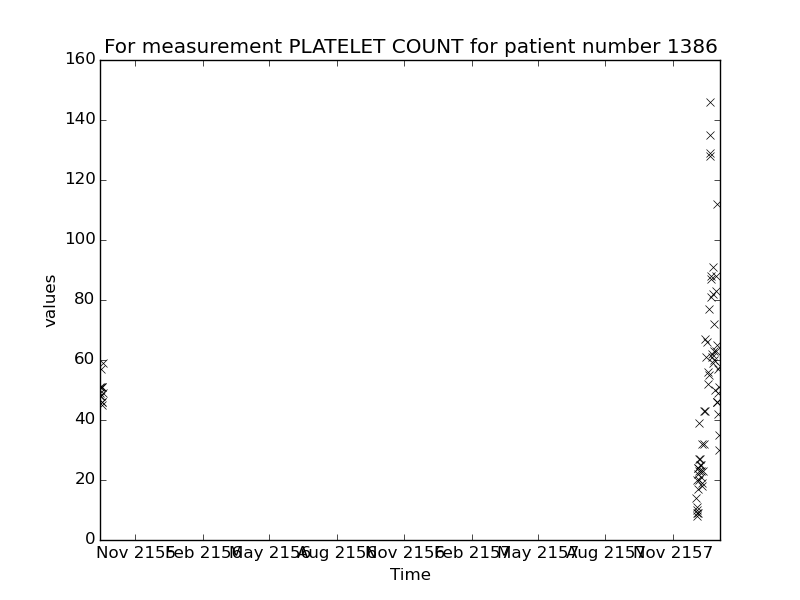 For measurement PLATELET COUNT for patient number 1386
160
140
120
100
80
60
40
20
0
values
Nov 2155 Feb 2156 May 2156 Aug 2156 Nov 2156 Feb 2157 May 2157 Aug 2157 Nov 2157
Time